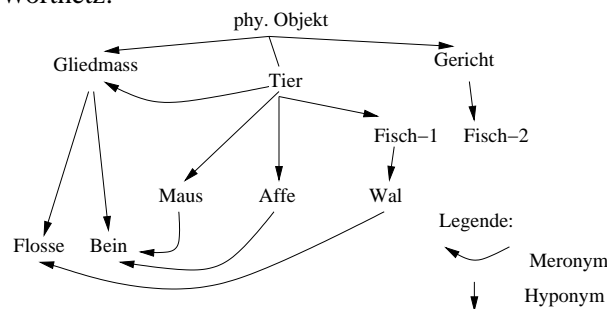 Wortnetz:
phy. Objekt
Gliedmass
Tier
Gericht
Fisch−1
Fisch−2
Maus
Affe
Wal
Legende:
Flosse
Bein
Meronym
Hyponym